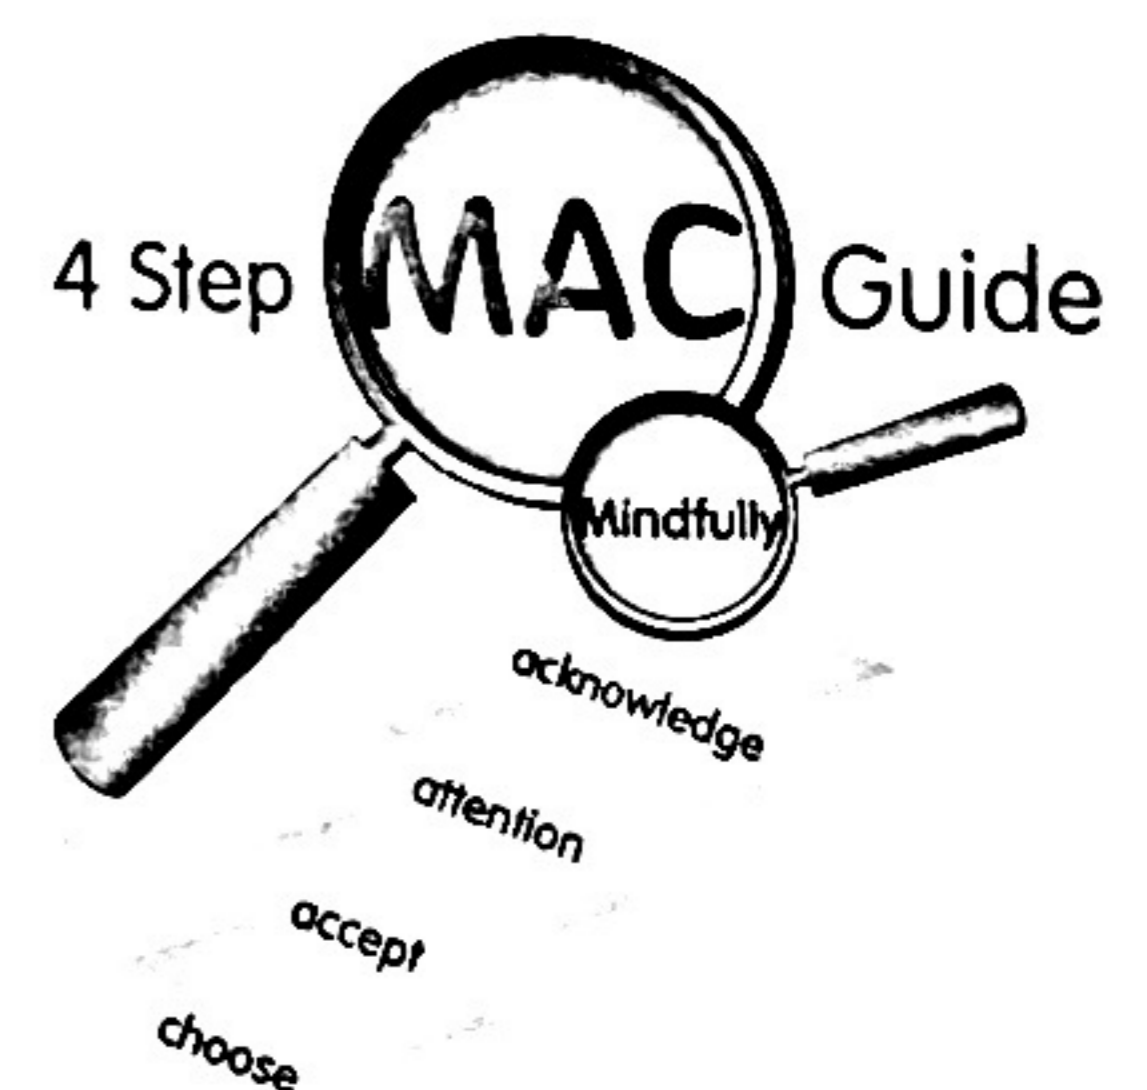 4 Step MAC Guide
Mindfully
acknowledge
attention
accept
choose